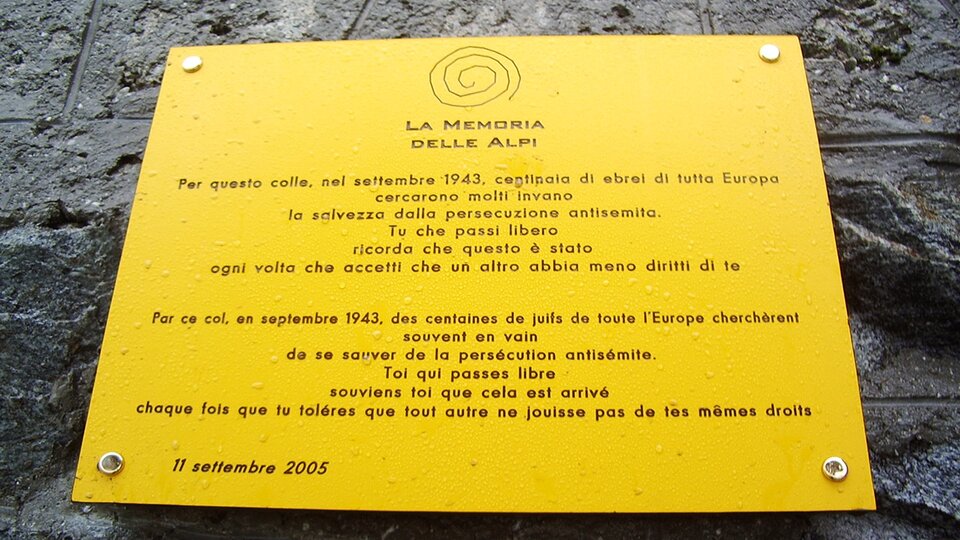 La Memoria
delle Alpi
Per questo colle, nel settembre 1943, centinaia di ebrei di tutta Europa
cercarono molti invano
la salvezza dalla persecuzione antisemita.
Tu che passi libero
ricorda che questo è stato
ogni volta che accetti che un altro abbia meno diritti di te
Par ce col, en septembre 1943, des centaines de juifs de toute l'Europe cherchèrent
souvent en vain
de se sauver de la persécution antisémite.
Toi qui passes libre
souviens toi que cela est arrivé
chaque fois que tu toléres que tout autre ne jouisse pas de tes mêmes droits
11 settembre 2005